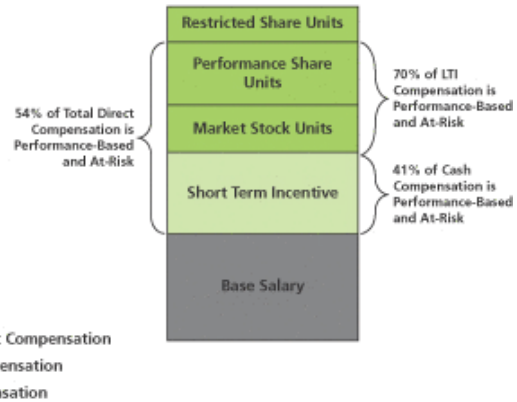 Restricted Share Units
Performance Share
Units
Market Stock Units
Short Term Incentive
Base Salary
54% of Total Direct
Compensation is
Performance-Based
and At-Risk
70% of LTI
Compensation is
Performance-Based
and At-Risk
41% of Cash
Compensation is
Performance-Based
and At-Risk
Compensation